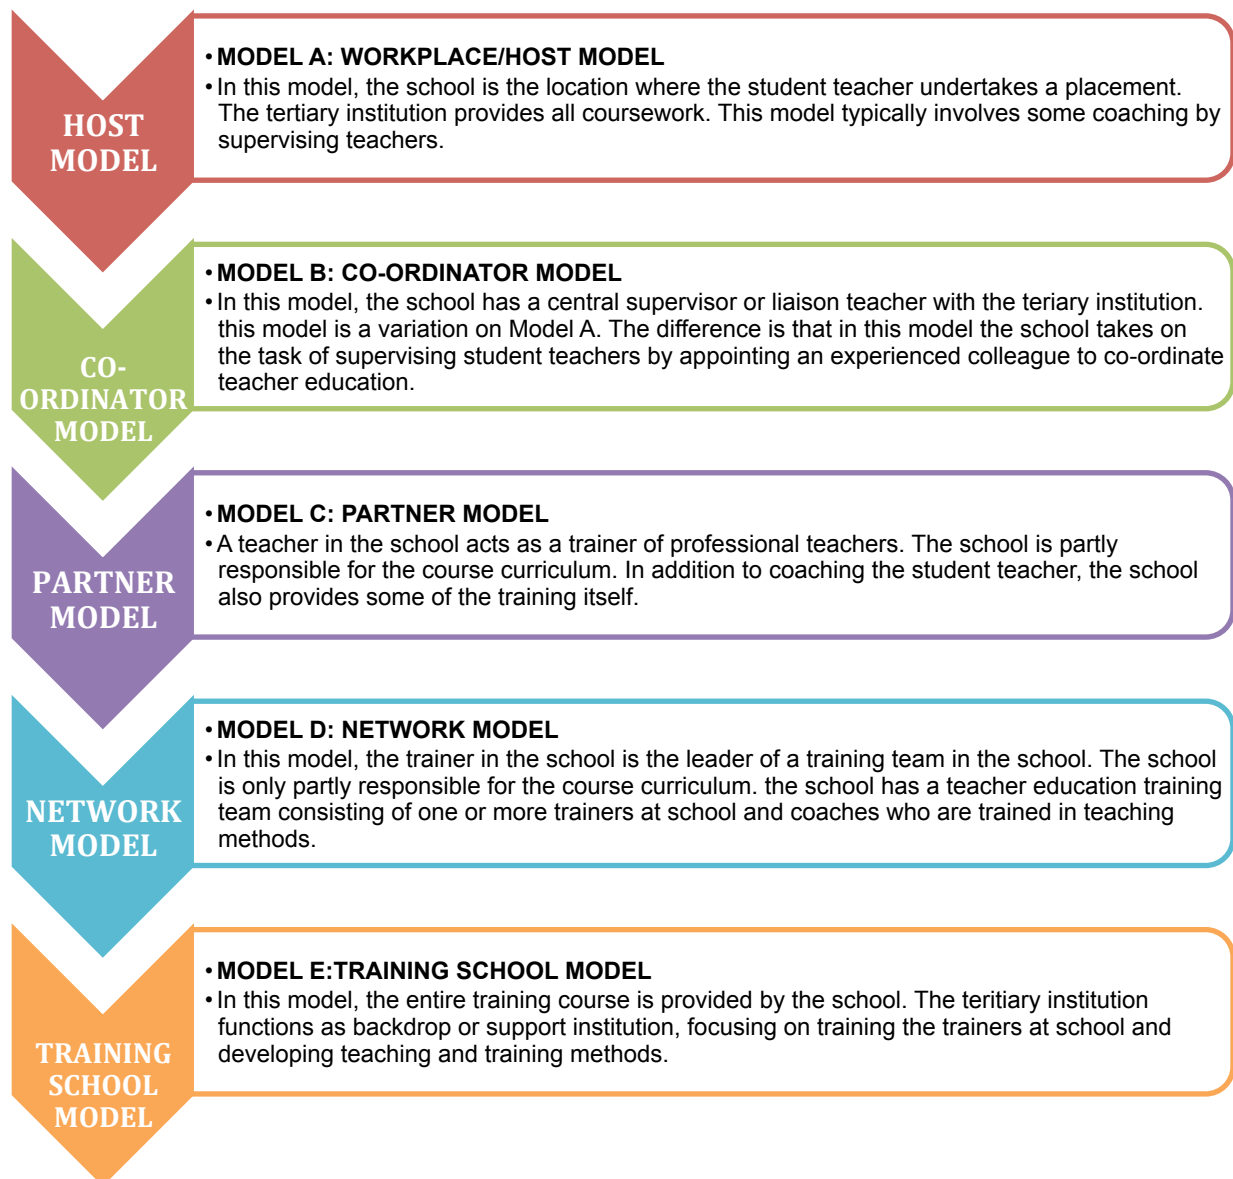 HOST
MODEL
• MODEL A: WORKPLACE/HOST MODEL
• In this model, the school is the location where the student teacher undertakes a placement.
The tertiary institution provides all coursework. This model typically involves some coaching by
supervising teachers.
CO-
ORDINATOR
MODEL
• MODEL B: CO-ORDINATOR MODEL
• In this model, the school has a central supervisor or liaison teacher with the teriary institution.
this model is a variation on Model A. The difference is that in this model the school takes on
the task of supervising student teachers by appointing an experienced colleague to co-ordinate
teacher education.
PARTNER
MODEL
• MODEL C: PARTNER MODEL
• A teacher in the school acts as a trainer of professional teachers. The school is partly
responsible for the course curriculum. In addition to coaching the student teacher, the school
also provides some of the training itself.
NETWORK
MODEL
• MODEL D: NETWORK MODEL
• In this model, the trainer in the school is the leader of a training team in the school. The school
is only partly responsible for the course curriculum. the school has a teacher education training
team consisting of one or more trainers at school and coaches who are trained in teaching
methods.
TRAINING
SCHOOL
MODEL
• MODEL E:TRAINING SCHOOL MODEL
• In this model, the entire training course is provided by the school. The teritiary institution
functions as backdrop or support institution, focusing on training the trainers at school and
developing teaching and training methods.